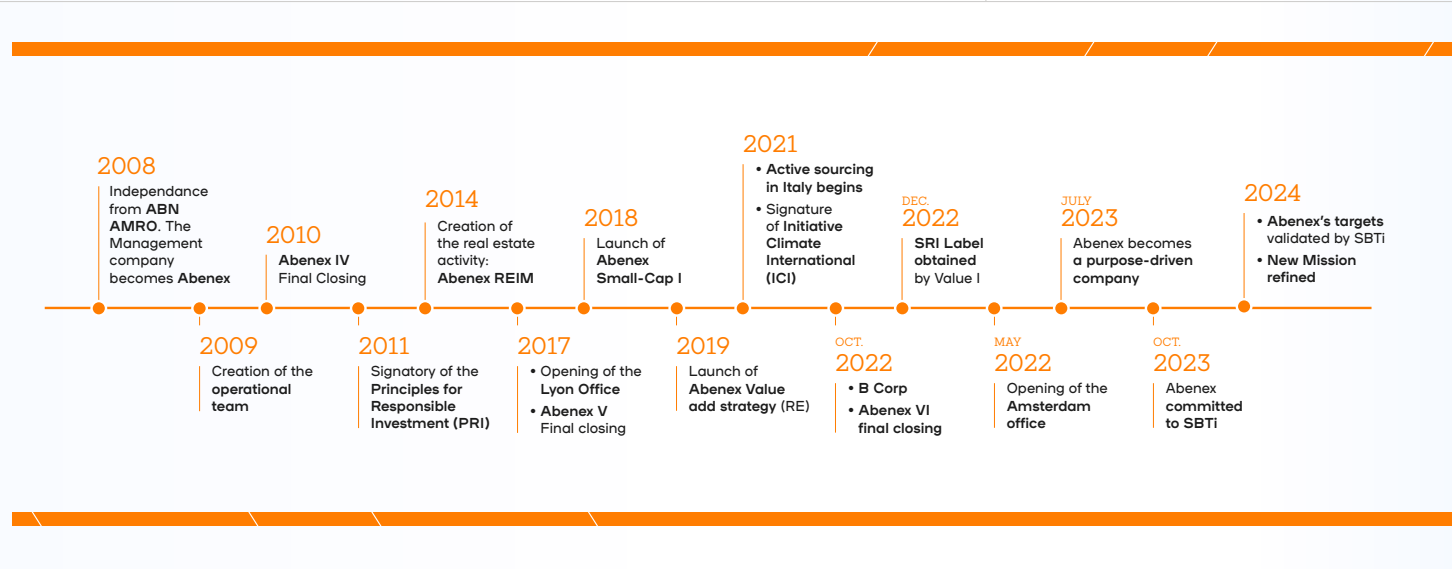 2008
Independance
from ABN
AMRO. The
Management
company
becomes Abenex
2009
Creation of the
operational
team
2010
Abenex IV
Final Closing
2011
Signatory of the
Principles for
Responsible
Investment (PRI)
2014
Creation of
the real estate
activity:
Abenex REIM
2017
• Opening of the
Lyon Office
• Abenex V
Final closing
2018
Launch of
Abenex
Small-Cap I
2019
Launch of
Abenex Value
add strategy (RE)
2021
• Active sourcing
in Italy begins
• Signature
of Initiative
Climate
International
(ICI)
OCT.
2022
• B Corp
• Abenex VI
final closing
DEC.
2022
SRI Label
obtained
by Value I
MAY
2022
Opening of the
Amsterdam
office
JULY
2023
Abenex becomes
a purpose-driven
company
OCT.
2023
Abenex
committed
to SBTi
2024
• Abenex's targets
validated by SBTi
• New Mission
refined